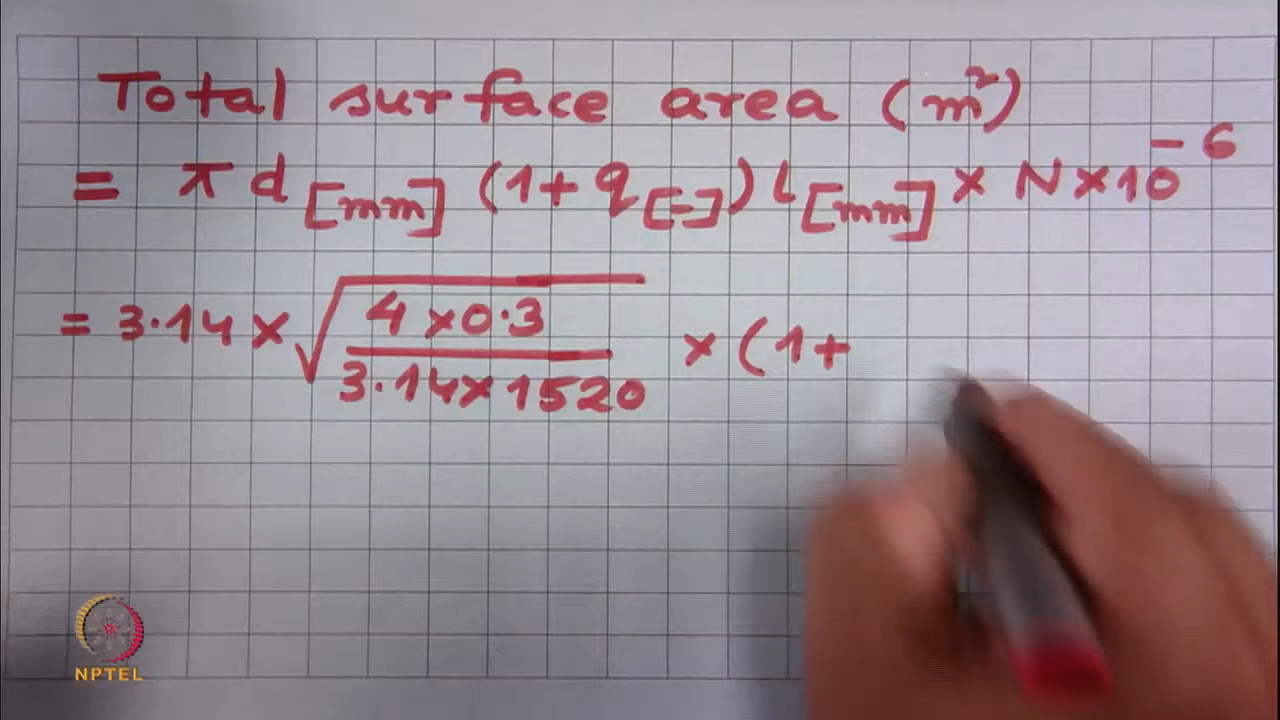 Total surface area (m²)
= π d[mm] (1+ q[-]) l[mm] × N × 10⁻⁶
= 3.14 × √(4 × 0.3 / 3.14 × 1520) × (1+
NPTEL